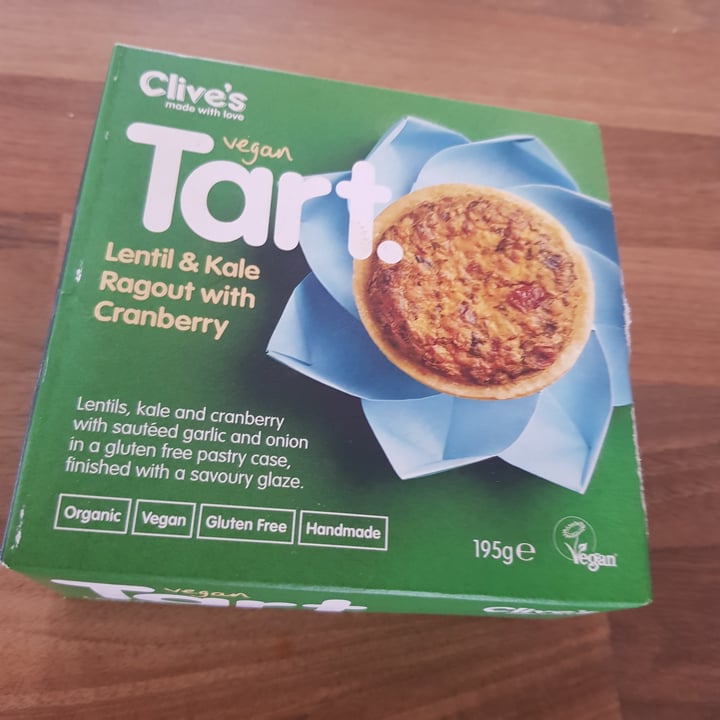 Clive's
made with love
vegan
Tart.
Lentil & Kale
Ragout with
Cranberry
Lentils, kale and cranberry
with sautéed garlic and onion
in a gluten free pastry case,
finished with a savoury glaze.
Organic Vegan Gluten Free Handmade
195g℮
Vegan
vegan
Tart.
Clive's